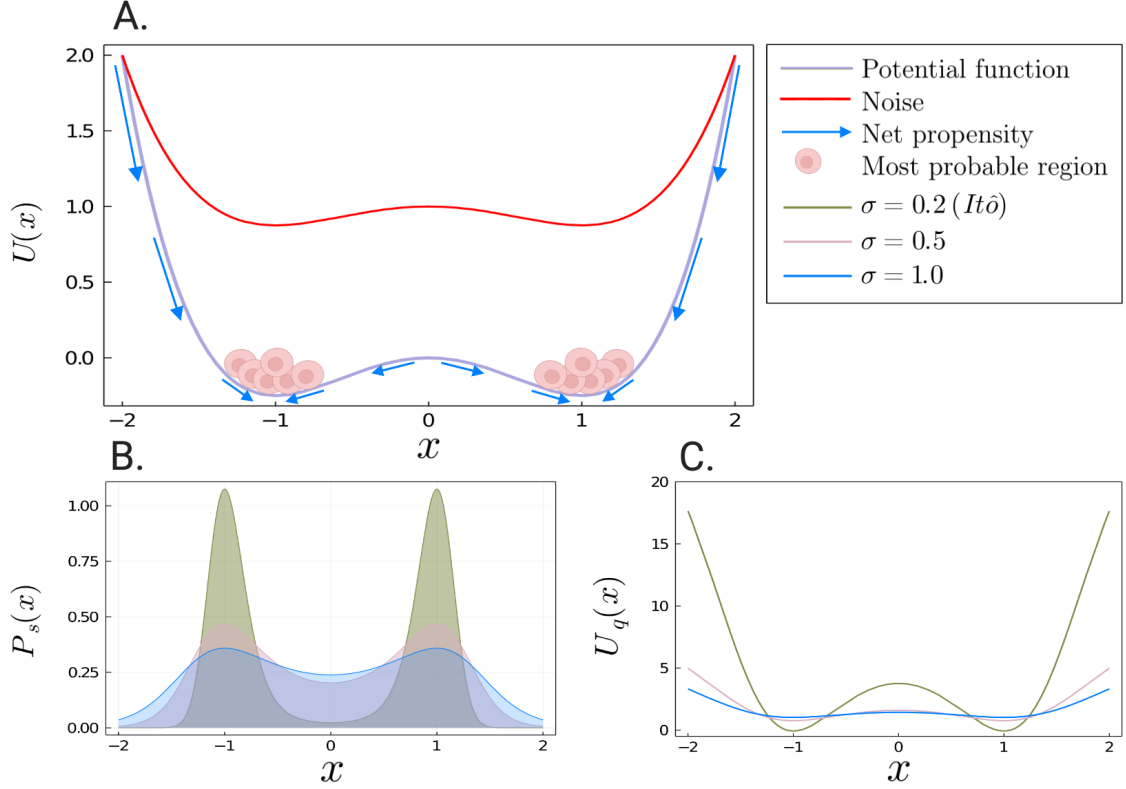 A.
U(x)
2.0
1.5
1.0
0.5
0.0
−2
−1
0
1
2
x
Potential function
Noise
Net propensity
Most probable region
σ = 0.2 (Itô)
σ = 0.5
σ = 1.0
B.
P_s(x)
1.00
0.75
0.50
0.25
0.00
-2
-1
0
1
2
x
C.
U_q(x)
20
15
10
5
0
−2
−1
0
1
2
x